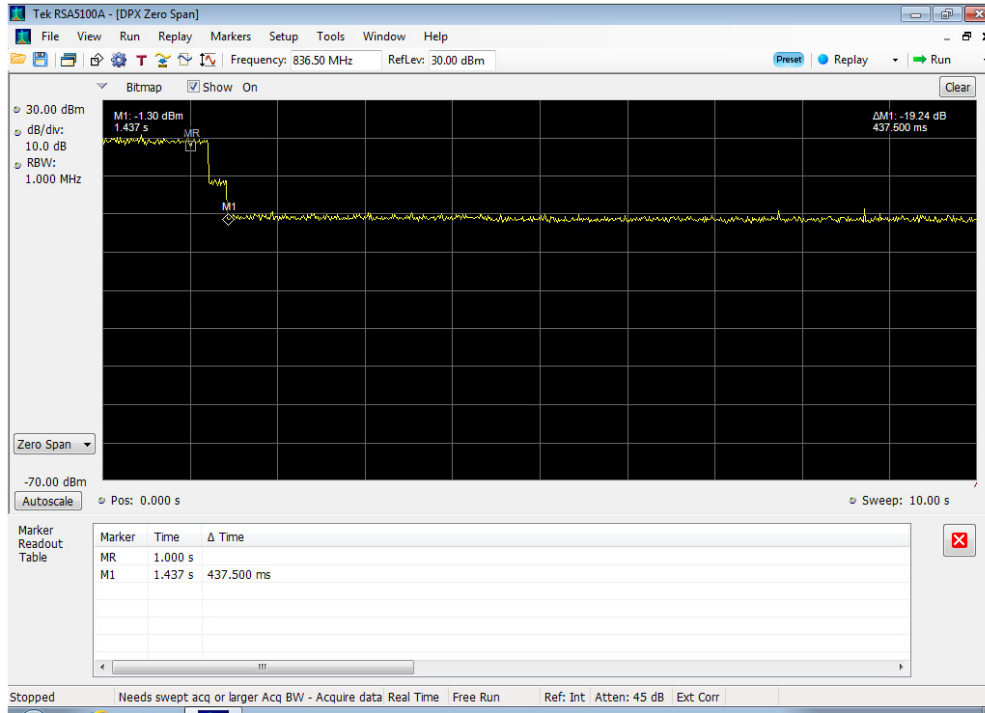 Tek RSA5100A - [DPX Zero Span]
File View Run Replay Markers Setup Tools Window Help
T Frequency: 836.50 MHz RefLev: 30.00 dBm Preset Replay Run
Bitmap Show On Clear
30.00 dBm
dB/div:
10.0 dB
RBW:
1.000 MHz
M1: -1.30 dBm
1.437 s
MR
M1
ΔM1: -19.24 dB
437.500 ms
Zero Span
-70.00 dBm
Autoscale Pos: 0.000 s Sweep: 10.00 s
Marker
Readout
Table
Marker Time Δ Time
MR 1.000 s
M1 1.437 s 437.500 ms
Stopped Needs swept acq or larger Acq BW - Acquire data Real Time Free Run Ref: Int Atten: 45 dB Ext Corr